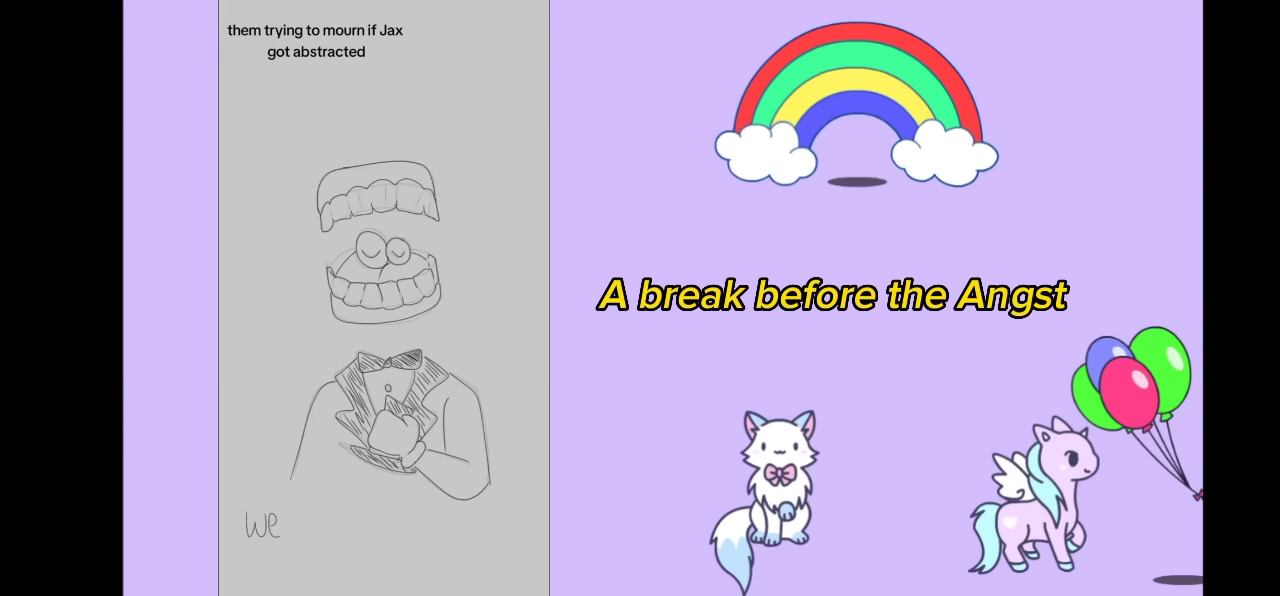 them trying to mourn if Jax
got abstracted
A break before the Angst
We